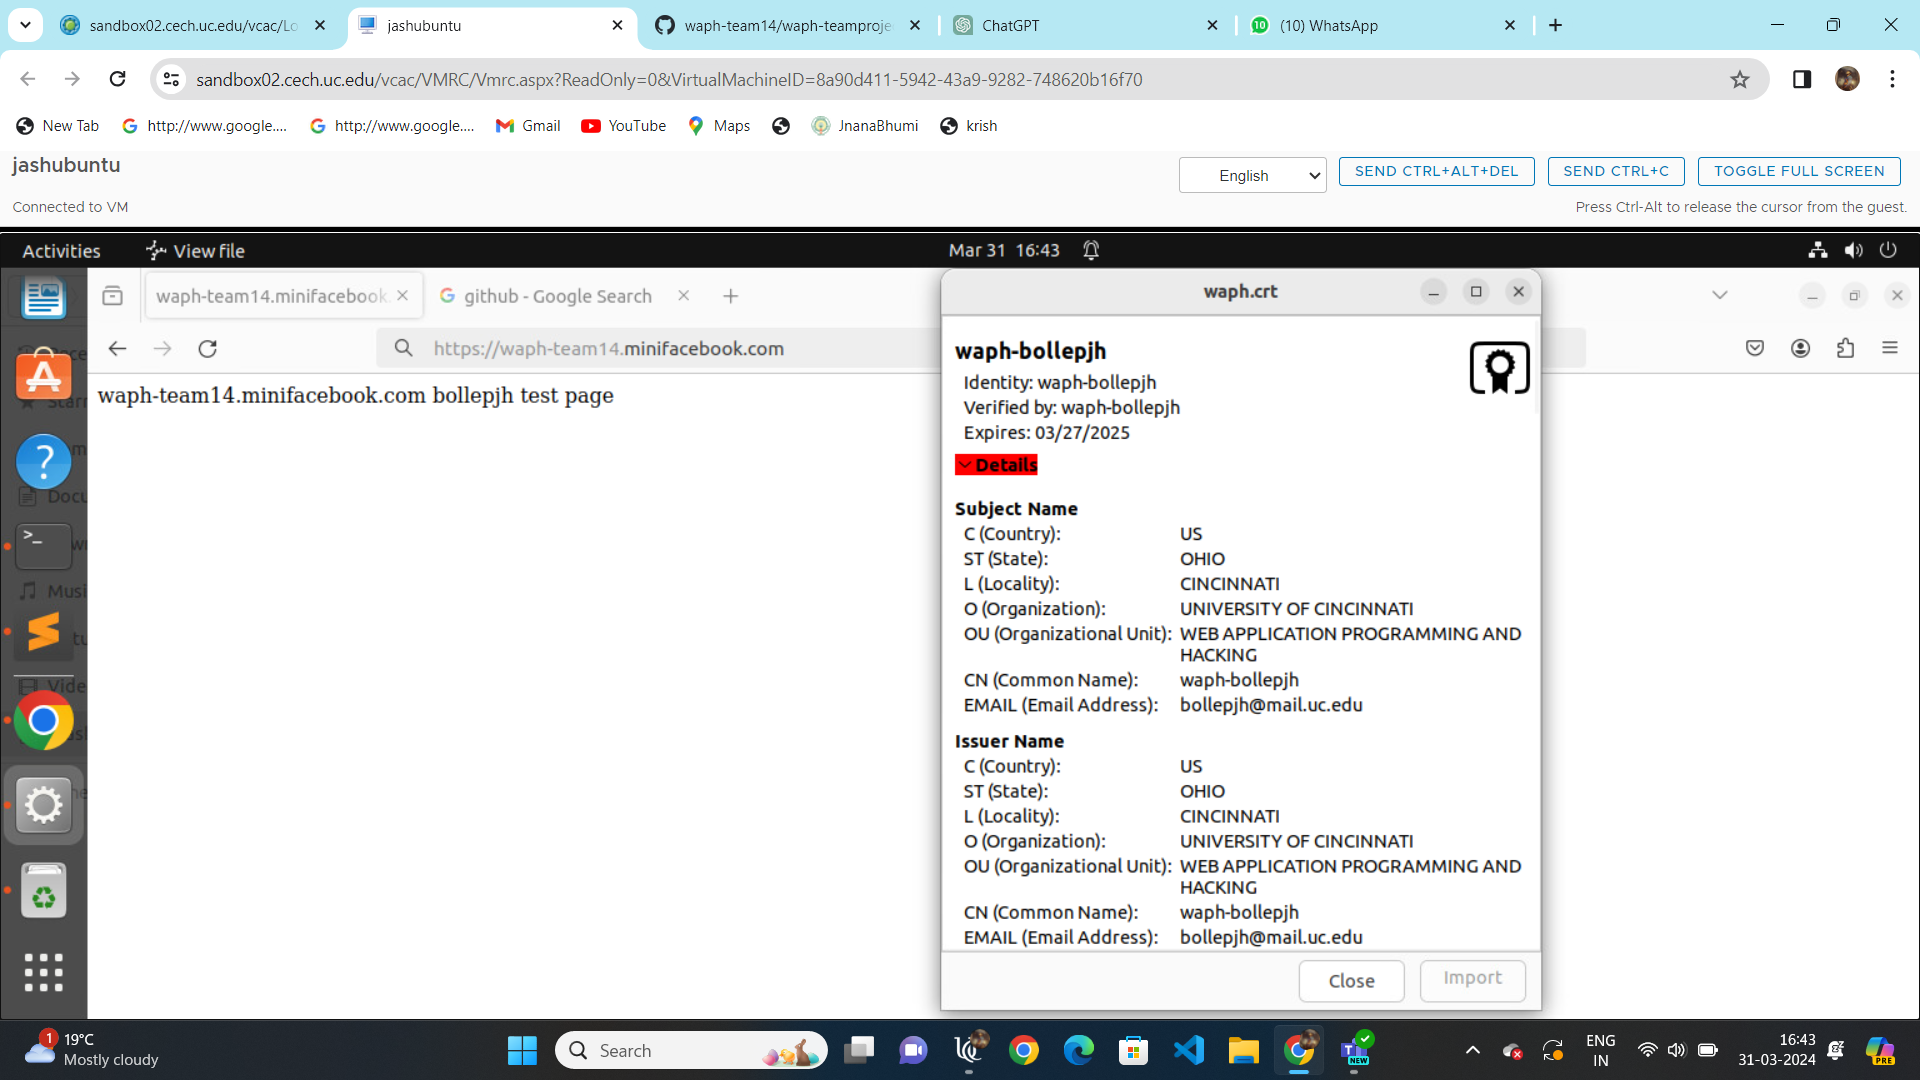 sandbox02.cech.uc.edu/vcac/Lo
jashubuntu
waph-team14/waph-teamproje
ChatGPT
(10) WhatsApp
sandbox02.cech.uc.edu/vcac/VMRC/Vmrc.aspx?ReadOnly=0&VirtualMachineID=8a90d411-5942-43a9-9282-748620b16f70
New Tab
http://www.google....
http://www.google....
Gmail
YouTube
Maps
JnanaBhumi
krish
jashubuntu
English
SEND CTRL+ALT+DEL
SEND CTRL+C
TOGGLE FULL SCREEN
Connected to VM
Press Ctrl-Alt to release the cursor from the guest.
Activities
View file
Mar 31 16:43
waph-team14.minifacebook.
github - Google Search
https://waph-team14.minifacebook.com
waph-team14.minifacebook.com bollepjh test page
Docu
Musi
Vide
waph.crt
waph-bollepjh
Identity: waph-bollepjh
Verified by: waph-bollepjh
Expires: 03/27/2025
Details
Subject Name
C (Country): US
ST (State): OHIO
L (Locality): CINCINNATI
O (Organization): UNIVERSITY OF CINCINNATI
OU (Organizational Unit): WEB APPLICATION PROGRAMMING AND
HACKING
CN (Common Name): waph-bollepjh
EMAIL (Email Address): bollepjh@mail.uc.edu
Issuer Name
C (Country): US
ST (State): OHIO
L (Locality): CINCINNATI
O (Organization): UNIVERSITY OF CINCINNATI
OU (Organizational Unit): WEB APPLICATION PROGRAMMING AND
HACKING
CN (Common Name): waph-bollepjh
EMAIL (Email Address): bollepjh@mail.uc.edu
Close
Import
1
19°C
Mostly cloudy
Search
NEW
ENG
IN
16:43
31-03-2024
PRE